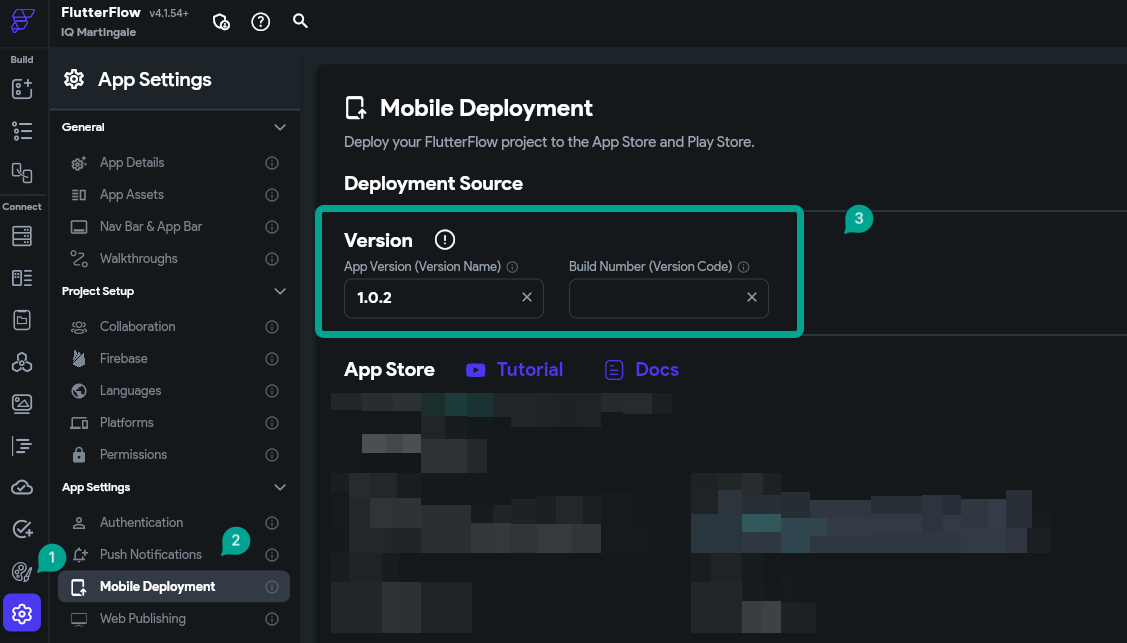 FlutterFlow v4.1.54+
IQ Martingale
Build
Connect
App Settings
General
App Details
App Assets
Nav Bar & App Bar
Walkthroughs
Project Setup
Collaboration
Firebase
Languages
Platforms
Permissions
App Settings
Authentication
Push Notifications
Mobile Deployment
Web Publishing
1
2
Mobile Deployment
Deploy your FlutterFlow project to the App Store and Play Store.
Deployment Source
3
Version
App Version (Version Name) Build Number (Version Code)
1.0.2
App Store Tutorial Docs